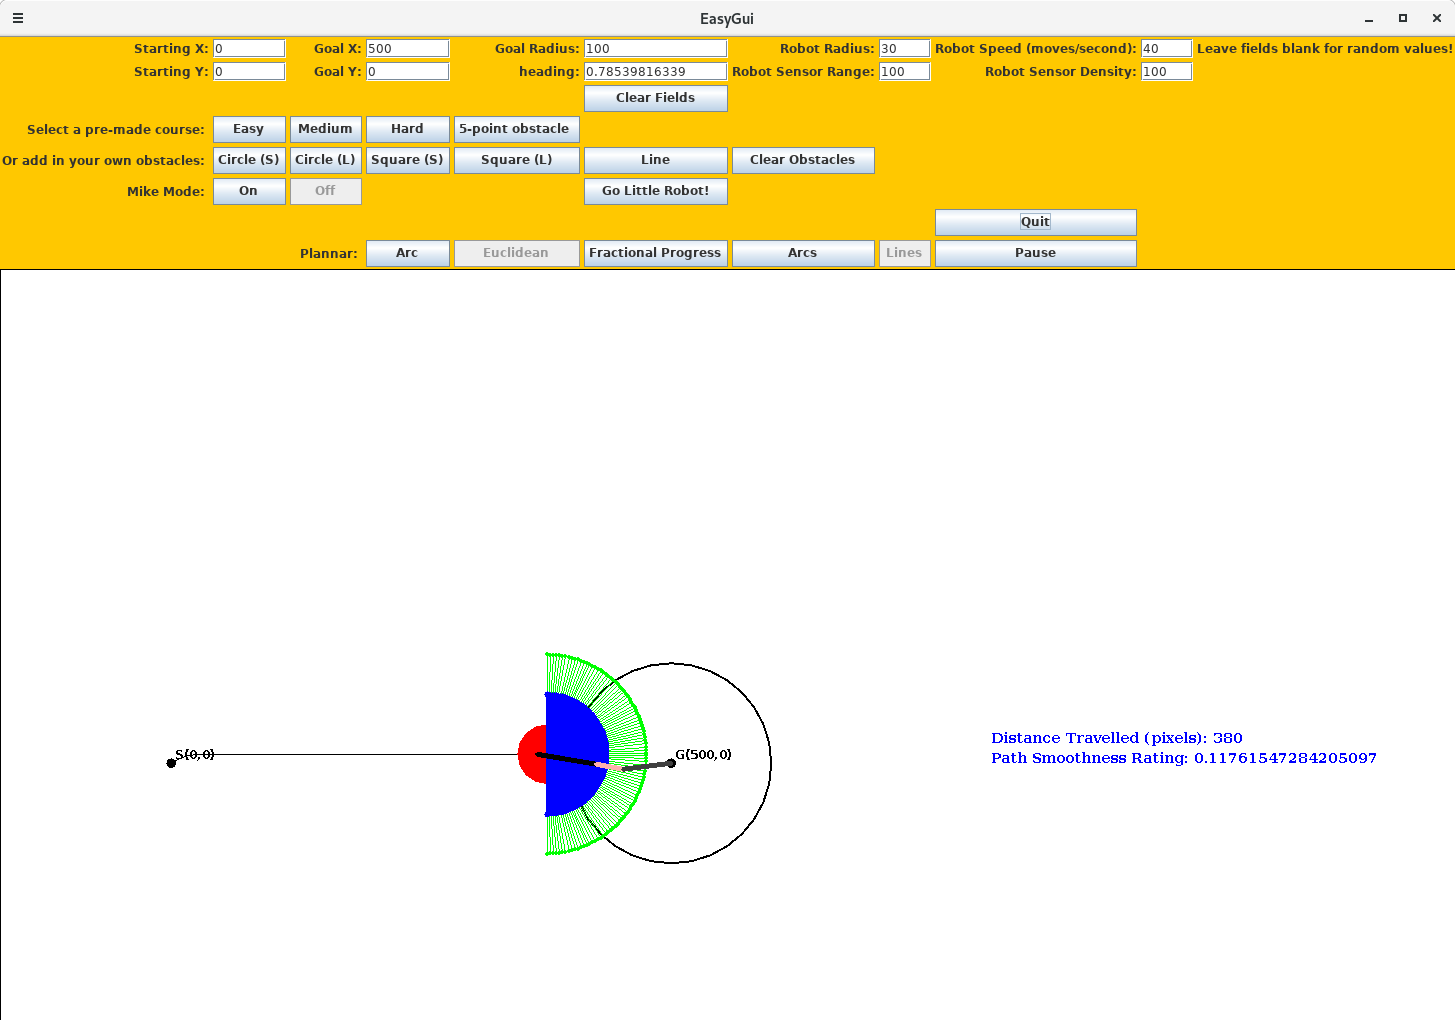 EasyGui
Starting X: 0 Goal X: 500 Goal Radius: 100 Robot Radius: 30 Robot Speed (moves/second): 40 Leave fields blank for random values!
Starting Y: 0 Goal Y: 0 heading: 0.78539816339 Robot Sensor Range: 100 Robot Sensor Density: 100
Clear Fields
Select a pre-made course: Easy Medium Hard 5-point obstacle
Or add in your own obstacles: Circle (S) Circle (L) Square (S) Square (L) Line Clear Obstacles
Mike Mode: On Off Go Little Robot!
Quit
Plannar: Arc Euclidean Fractional Progress Arcs Lines Pause
Distance Travelled (pixels): 380
S(0,0) G(500,0) Path Smoothness Rating: 0.11761547284205097